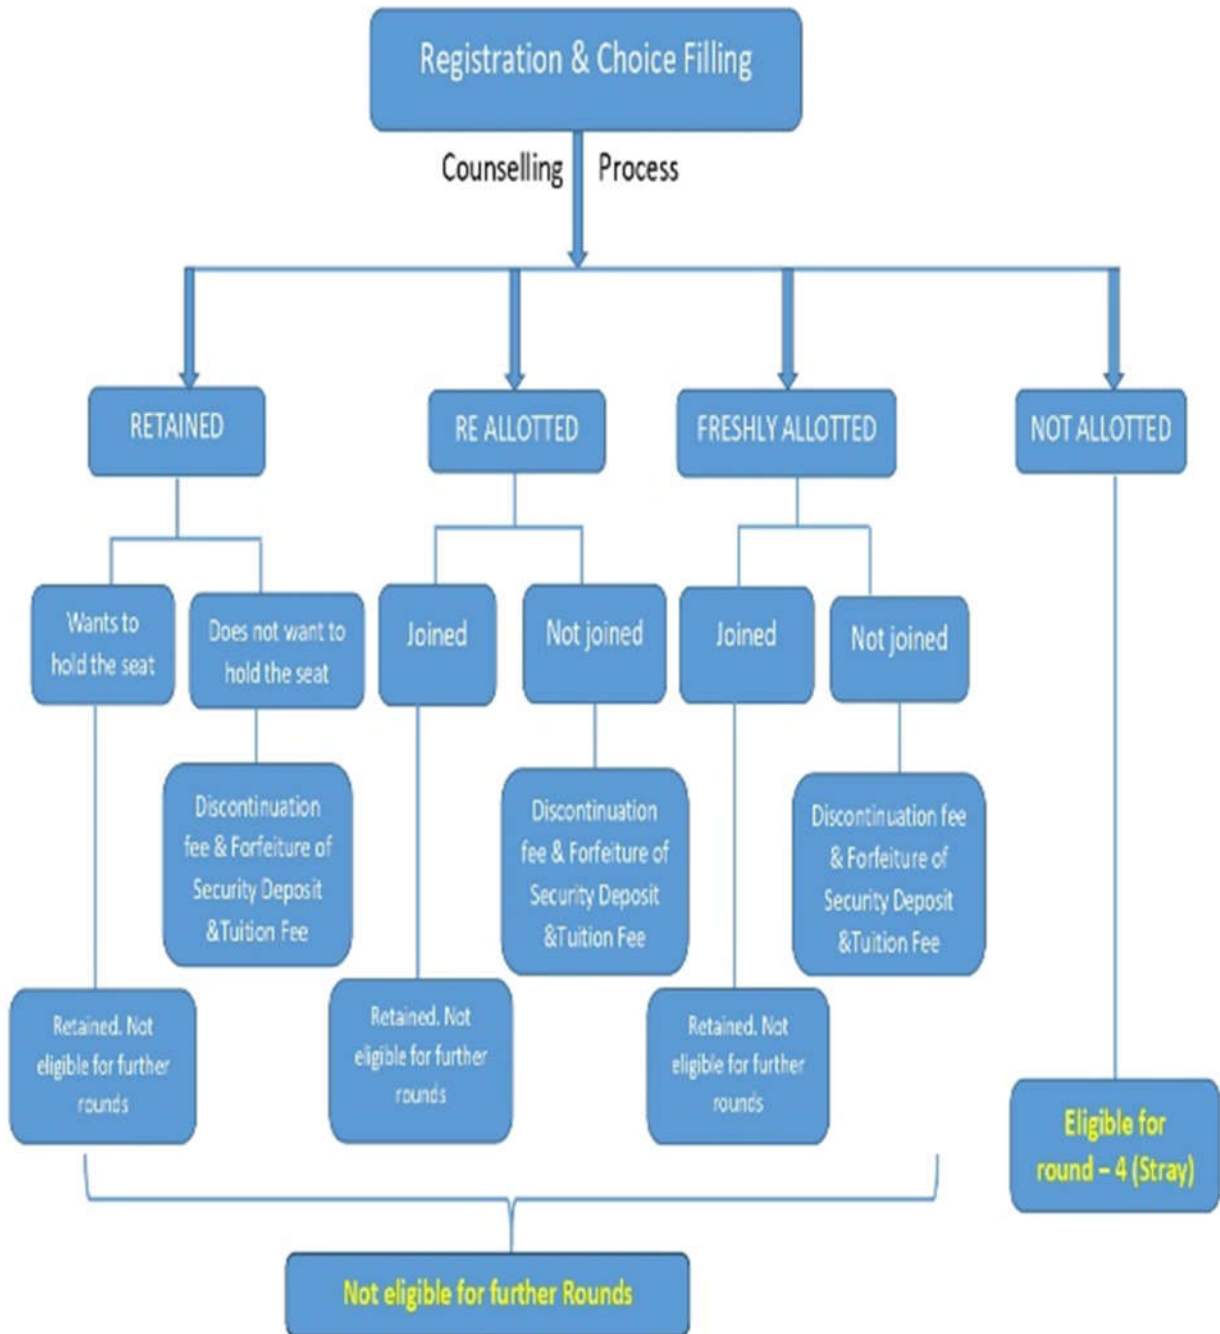 Registration & Choice Filling
Counselling Process
RETAINED
RE ALLOTTED
FRESHLY ALLOTTED
NOT ALLOTTED
Wants to
hold the seat
Does not want to
hold the seat
Joined
Not joined
Joined
Not joined
Discontinuation
fee & Forfeiture of
Security Deposit
&Tuition Fee
Discontinuation
fee & Forfeiture of
Security Deposit
&Tuition Fee
Discontinuation fee
& Forfeiture of
Security Deposit
&Tuition Fee
Retained. Not
eligible for further
rounds
Retained. Not
eligible for further
rounds
Retained. Not
eligible for further
rounds
Eligible for
round – 4 (Stray)
Not eligible for further Rounds